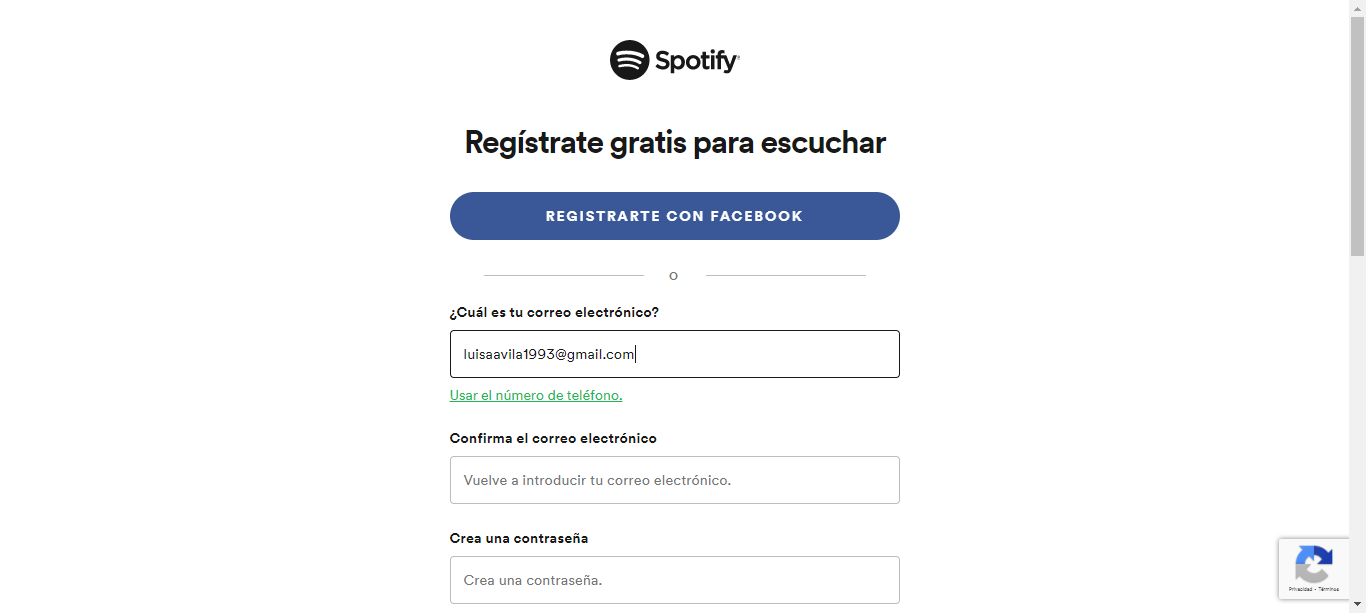 Spotify
Regístrate gratis para escuchar
REGISTRARTE CON FACEBOOK
o
¿Cuál es tu correo electrónico?
luisaavila1993@gmail.com
Usar el número de teléfono.
Confirma el correo electrónico
Vuelve a introducir tu correo electrónico.
Crea una contraseña
Crea una contraseña.
Privacidad - Términos